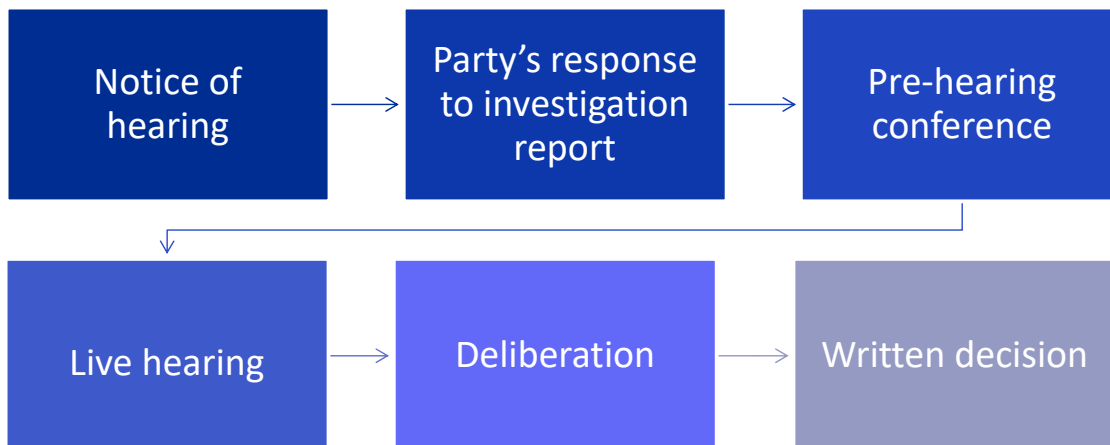 Notice of
hearing
Party’s response
to investigation
report
Pre-hearing
conference
Live hearing
Deliberation
Written decision